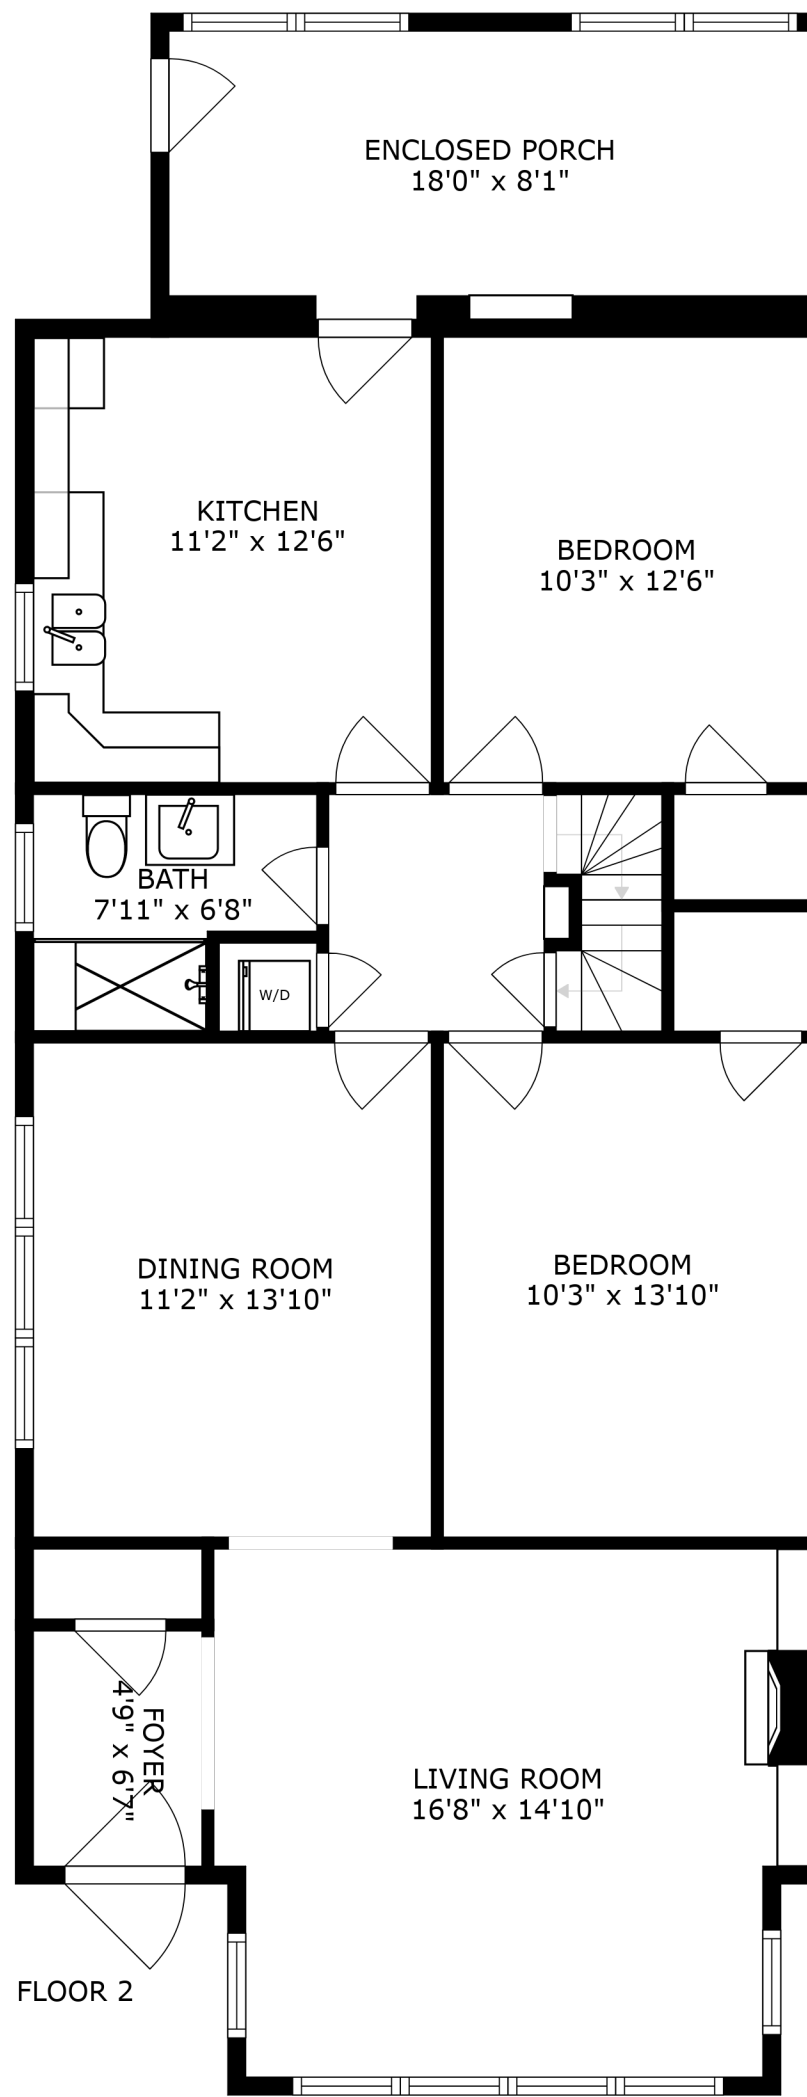 ENCLOSED PORCH
18'0" x 8'1"
KITCHEN
11'2" x 12'6"
BEDROOM
10'3" x 12'6"
BATH
7'11" x 6'8"
W/D
DINING ROOM
11'2" x 13'10"
BEDROOM
10'3" x 13'10"
FOYER
4'9" x 6'7"
LIVING ROOM
16'8" x 14'10"
FLOOR 2